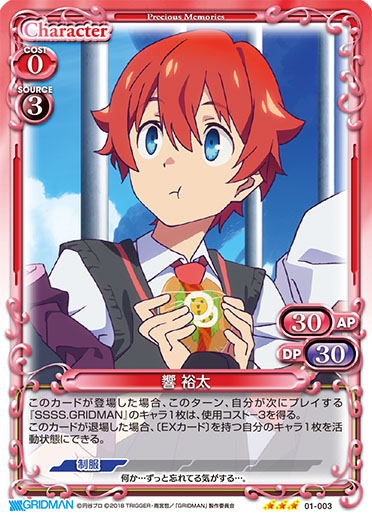 Precious Memories
Character
COST
0
SOURCE
3
30 AP
DP 30
響 裕太
このカードが登場した場合、このターン、自分が次にプレイする
『SSSS.GRIDMAN』のキャラ1枚は、使用コスト−3を得る。
このカードが退場した場合、〔EXカード〕を持つ自分のキャラ1枚を活
動状態にできる。
制服
何か…ずっと忘れてる気がする…。
GRIDMAN ©円谷プロ ©2018 TRIGGER・雨宮哲/「GRIDMAN」製作委員会 ★★★ 01-003